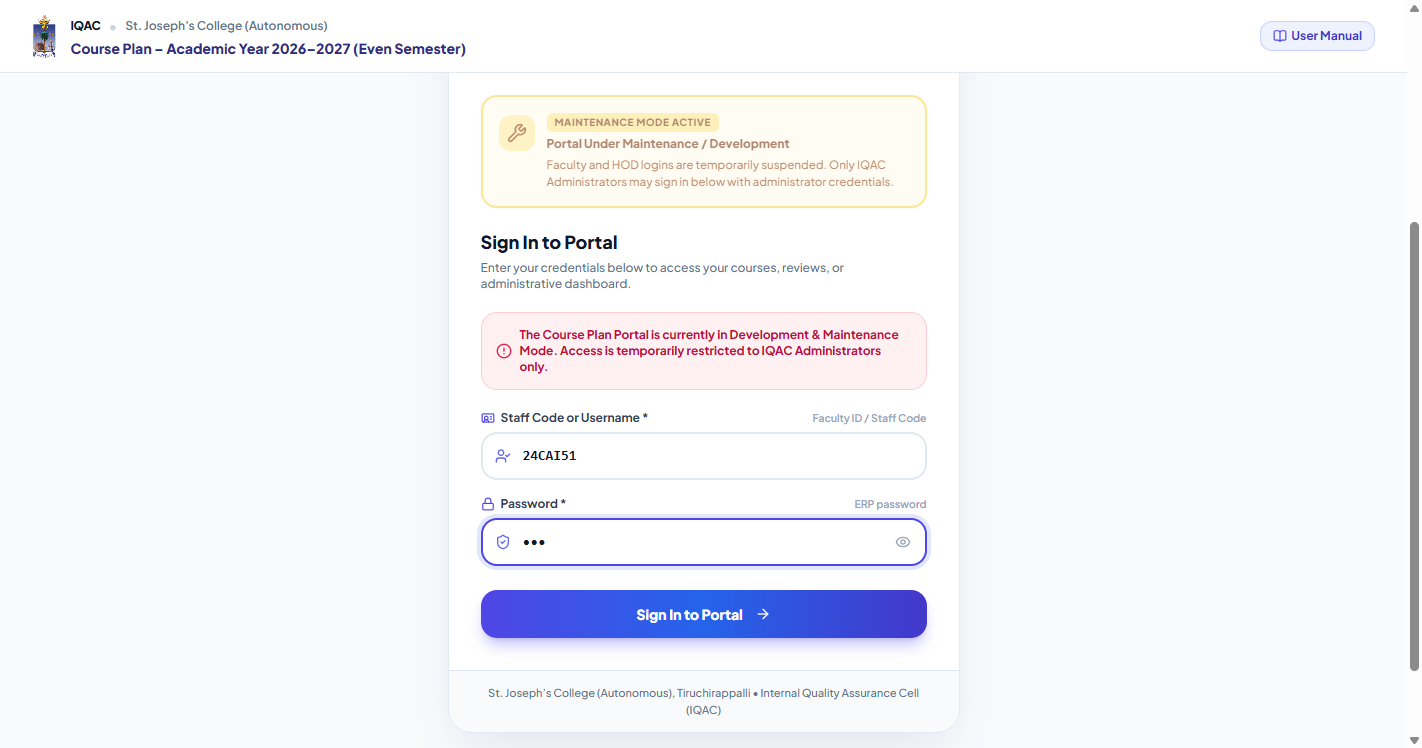 IQAC • St. Joseph's College (Autonomous)
Course Plan – Academic Year 2026–2027 (Even Semester)
User Manual
MAINTENANCE MODE ACTIVE
Portal Under Maintenance / Development
Faculty and HOD logins are temporarily suspended. Only IQAC
Administrators may sign in below with administrator credentials.
Sign In to Portal
Enter your credentials below to access your courses, reviews, or
administrative dashboard.
The Course Plan Portal is currently in Development & Maintenance
Mode. Access is temporarily restricted to IQAC Administrators
only.
Staff Code or Username * Faculty ID / Staff Code
24CAI51
Password * ERP password
•••
Sign In to Portal →
St. Joseph's College (Autonomous), Tiruchirappalli • Internal Quality Assurance Cell
(IQAC)